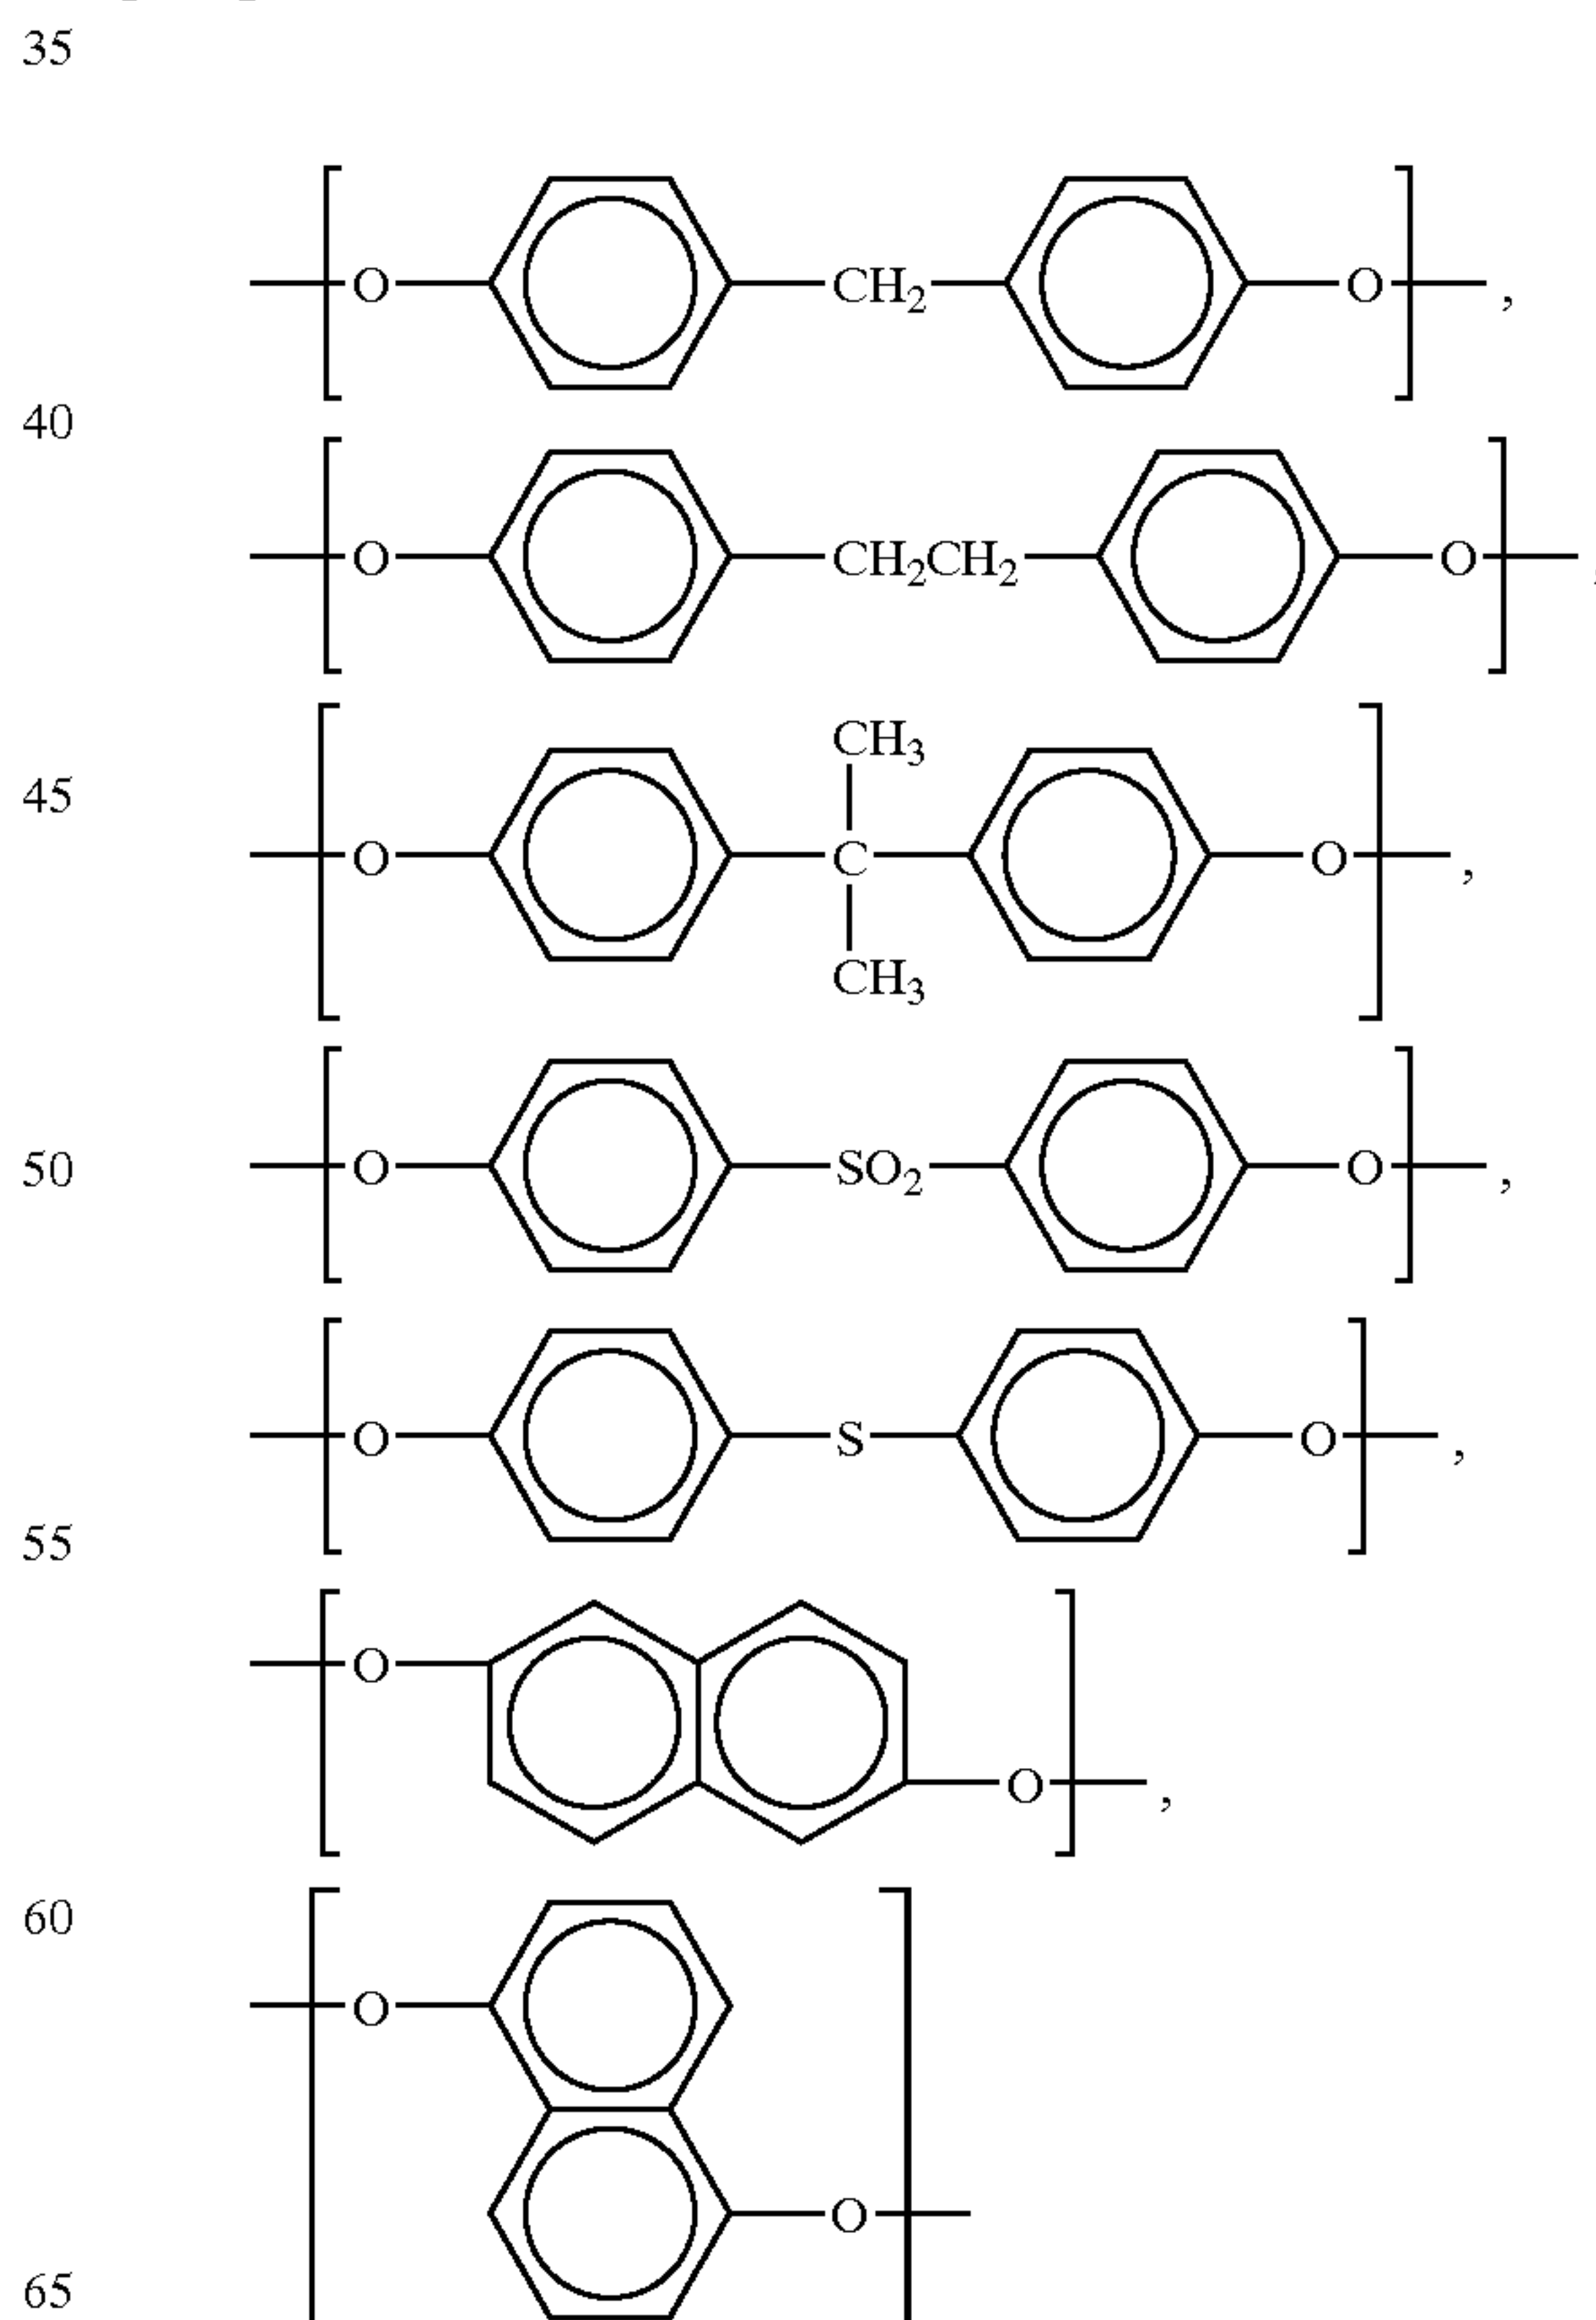 35
O CH2 O ,
40
O CH2CH2 O ,
CH3
45
O C O ,
CH3
50
O SO2 O ,
O S O ,
55
O
O ,
60
O
O
65